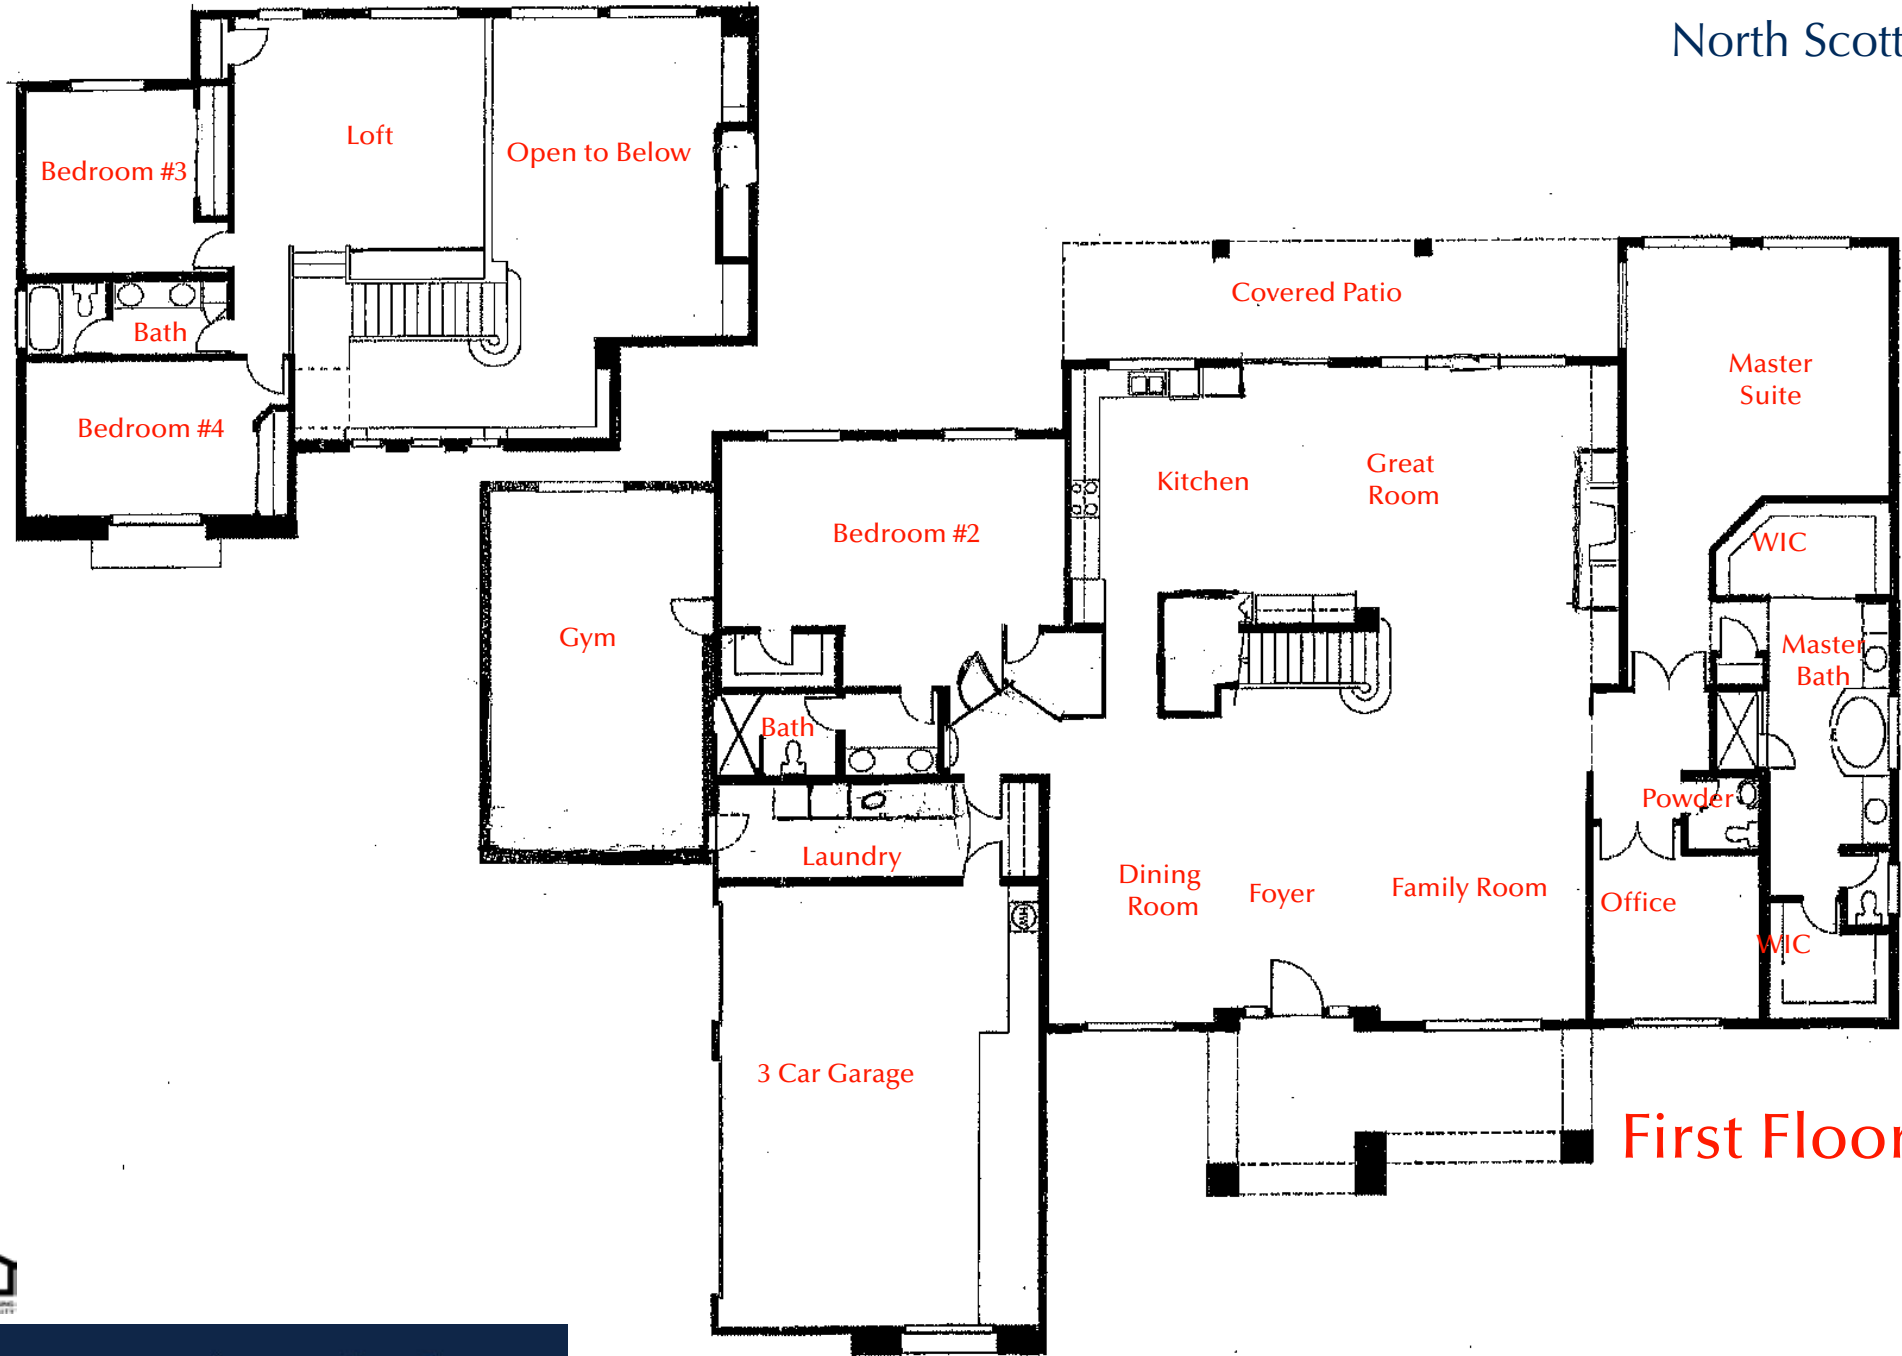 North Scott
Loft
Open to Below
Bedroom #3
Bath
Bedroom #4
Covered Patio
Master
Suite
Kitchen
Great
Room
Bedroom #2
WIC
Gym
Master
Bath
Bath
Powder
Laundry
Dining
Room
Foyer
Family Room
Office
WIC
3 Car Garage
First Floor